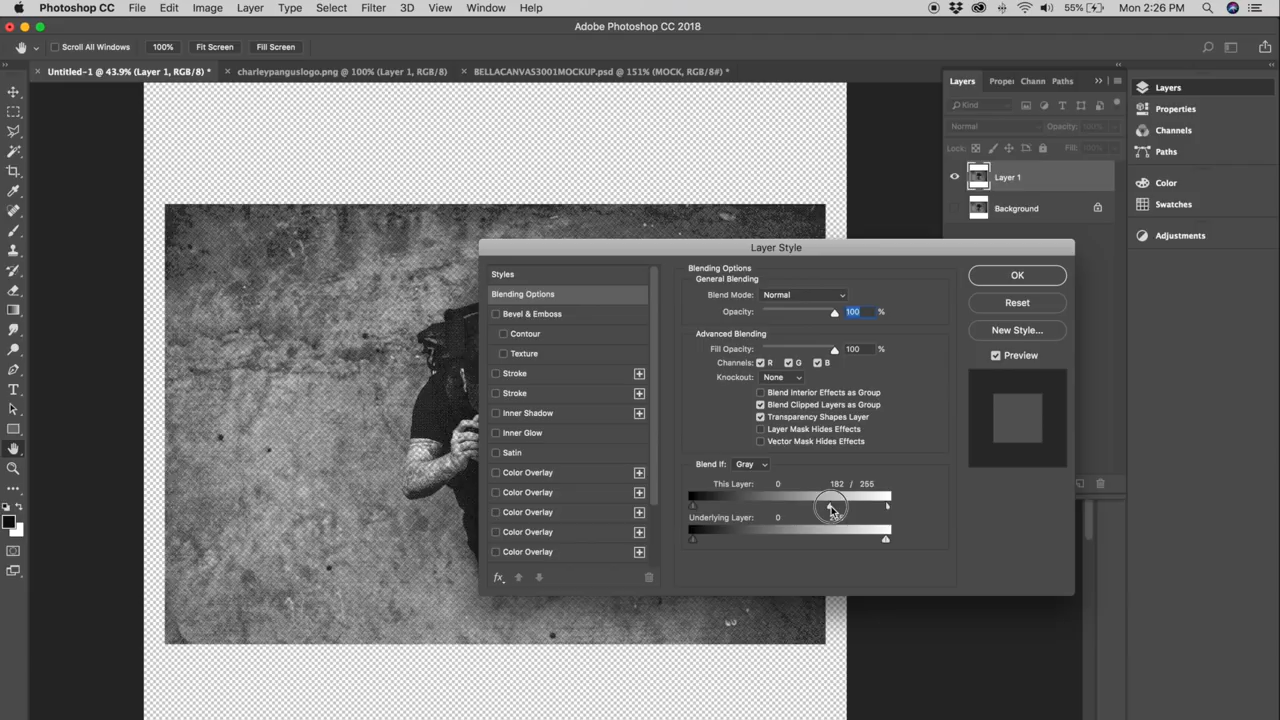 Photoshop CC File Edit Image Layer Type Select Filter 3D View Window Help 55% Mon 2:26 PM
Adobe Photoshop CC 2018
Scroll All Windows 100% Fit Screen Fill Screen
Untitled-1 @ 43.9% (Layer 1, RGB/8) * charleypanguslogo.png @ 100% (Layer 1, RGB/8) BELLACANVAS3001MOCKUP.psd @ 151% (MOCK, RGB/8#) *
Layers Proper Chann Paths
Kind
Normal Opacity: 100%
Lock: Fill: 100%
Layer 1
Background
Layers
Properties
Channels
Paths
Color
Swatches
Adjustments
Layer Style
Styles
Blending Options
Bevel & Emboss
Contour
Texture
Stroke
Stroke
Inner Shadow
Inner Glow
Satin
Color Overlay
Color Overlay
Color Overlay
Color Overlay
Color Overlay
fx
Blending Options
General Blending
Blend Mode: Normal
Opacity: 100 %
Advanced Blending
Fill Opacity: 100 %
Channels: R G B
Knockout: None
Blend Interior Effects as Group
Blend Clipped Layers as Group
Transparency Shapes Layer
Layer Mask Hides Effects
Vector Mask Hides Effects
Blend If: Gray
This Layer: 0 182 / 255
Underlying Layer: 0
OK
Reset
New Style...
Preview